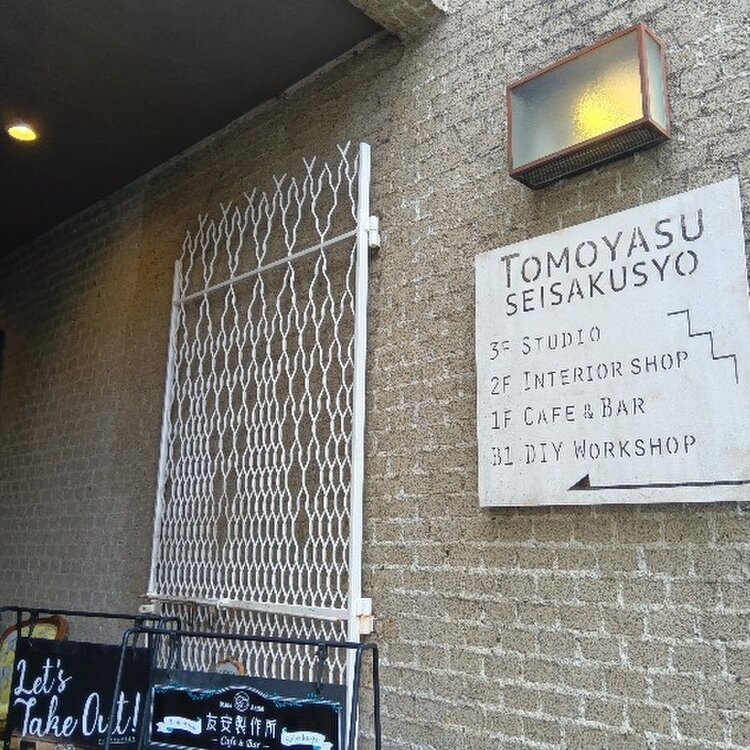 TOMOYASU
SEISAKUSYO
3F STUDIO
2F INTERIOR SHOP
1F CAFE & BAR
B1 DIY WORKSHOP
Let's
Take Out!
友安製作所
Cafe & Bar